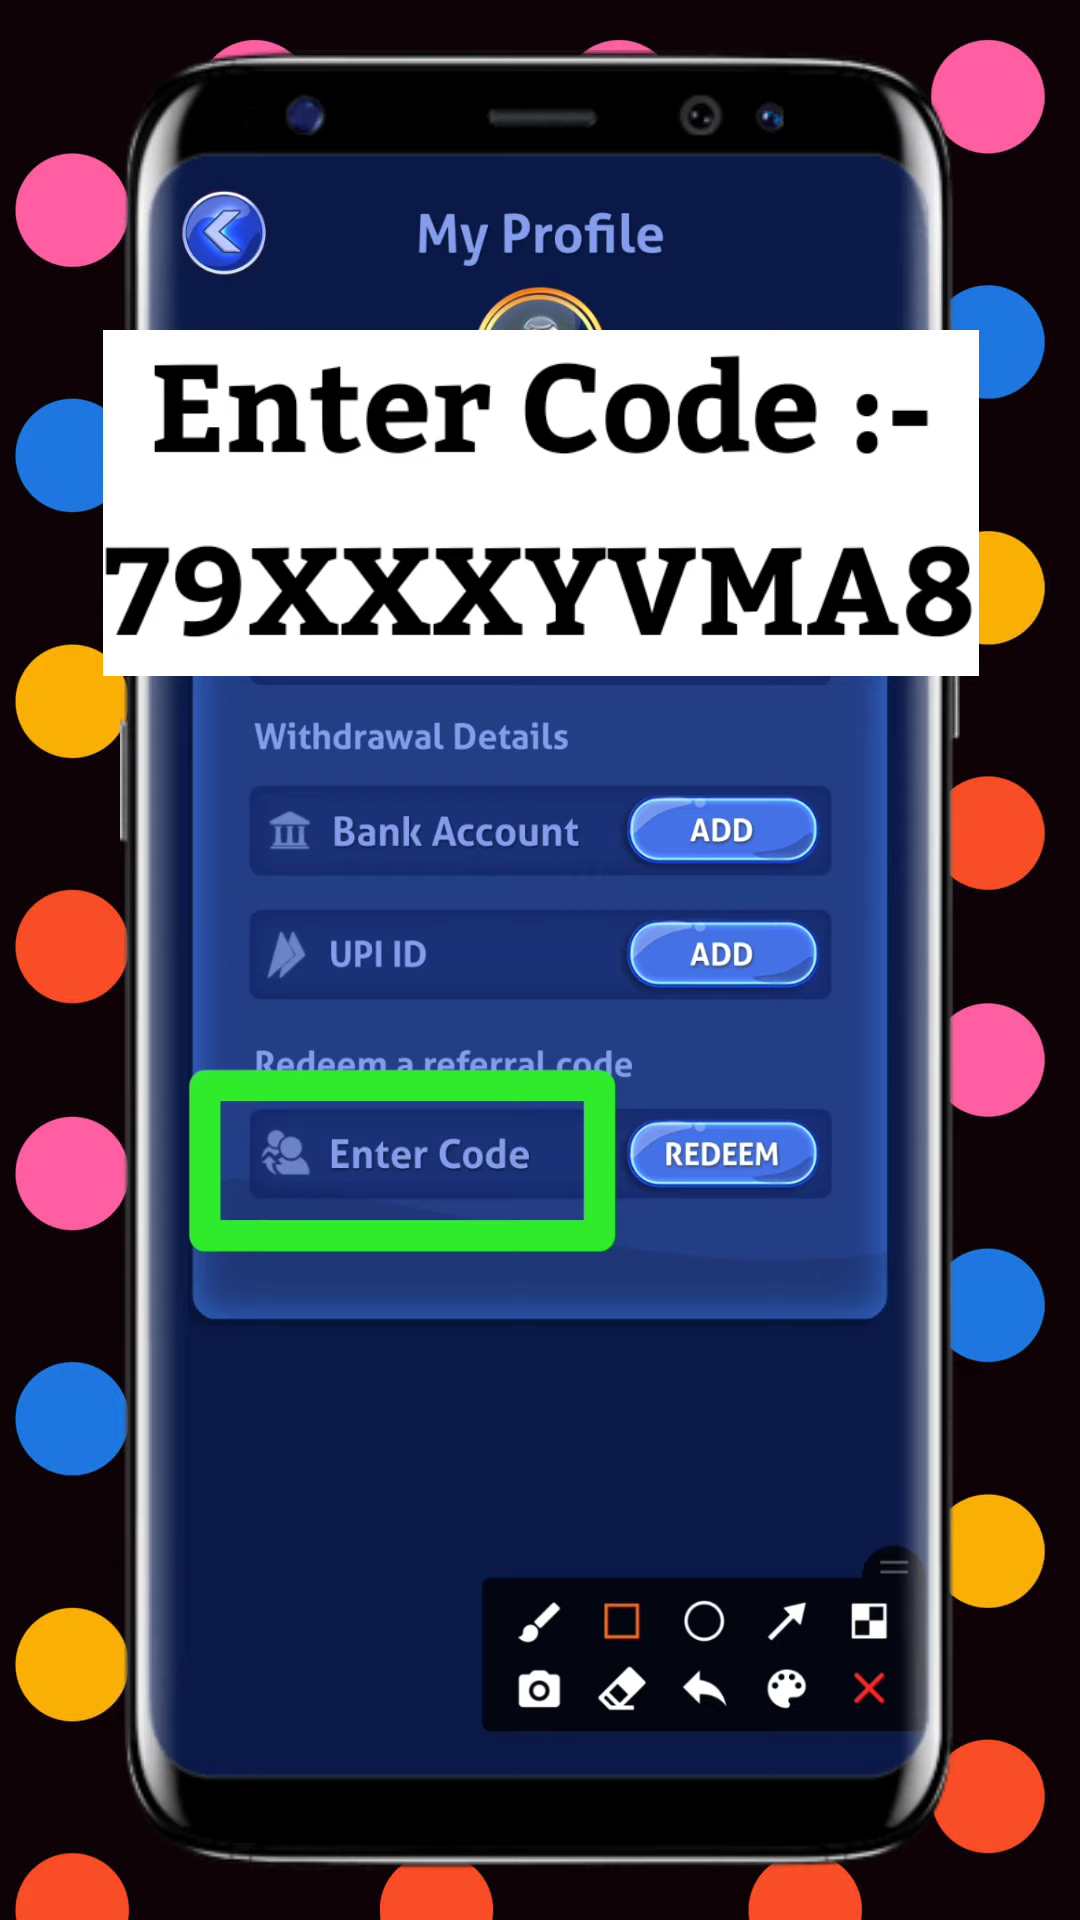 My Profile
Enter Code :-
79XXXYVMA8
Withdrawal Details
Bank Account
ADD
UPI ID
ADD
Redeem a referral code
Enter Code
REDEEM